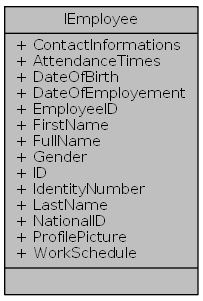 IEmployee
+ ContactInformations
+ AttendanceTimes
+ DateOfBirth
+ DateOfEmployement
+ EmployeeID
+ FirstName
+ FullName
+ Gender
+ ID
+ IdentityNumber
+ LastName
+ NationalID
+ ProfilePicture
+ WorkSchedule